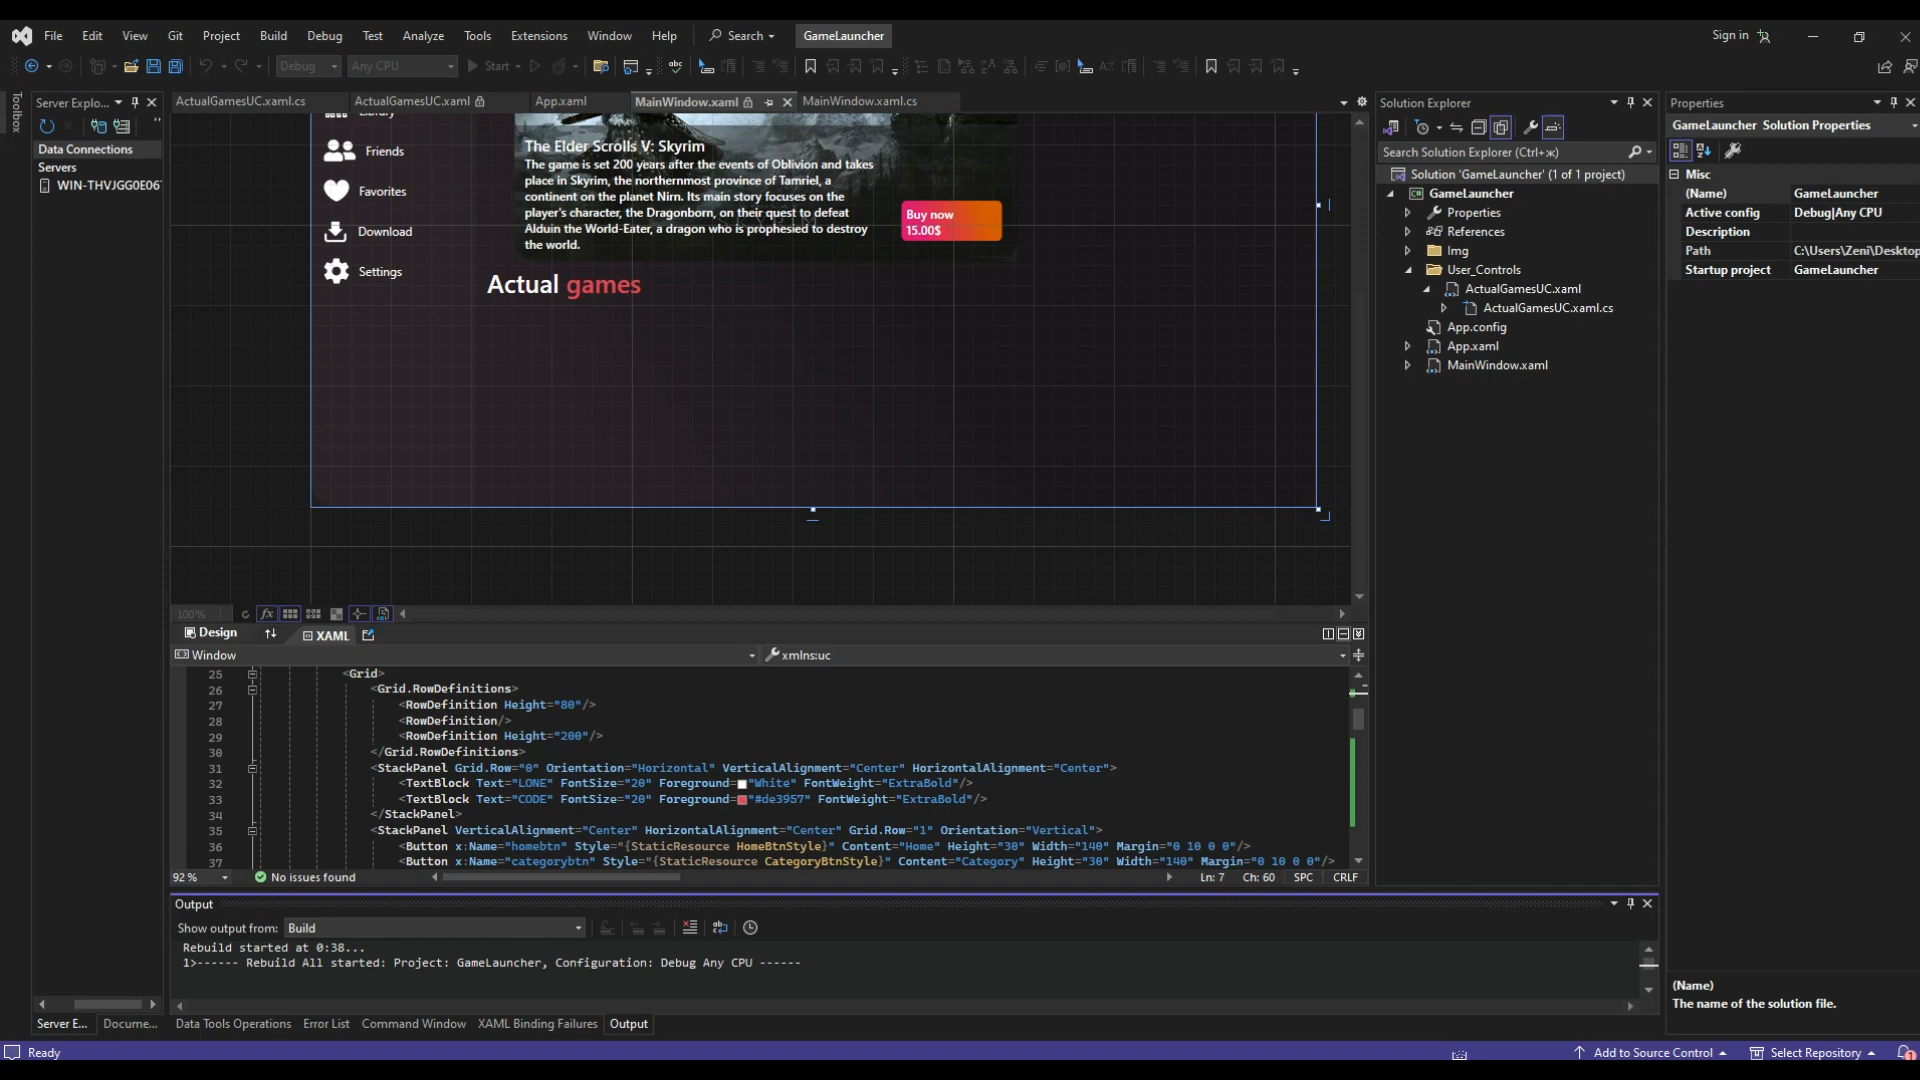 File Edit View Git Project Build Debug Test Analyze Tools Extensions Window Help Search GameLauncher Sign in
Debug Any CPU Start
Toolbox
Server Explo...
Data Connections
Servers
WIN-THVJGG0E06
ActualGamesUC.xaml.cs ActualGamesUC.xaml App.xaml MainWindow.xaml MainWindow.xaml.cs
Library
Friends
Favorites
Download
Settings
The Elder Scrolls V: Skyrim
The game is set 200 years after the events of Oblivion and takes
place in Skyrim, the northernmost province of Tamriel, a
continent on the planet Nirn. Its main story focuses on the
player's character, the Dragonborn, on their quest to defeat
Alduin the World-Eater, a dragon who is prophesied to destroy
the world.
Buy now
15.00$
Actual games
100%
Design XAML
Window xmlns:uc
25 <Grid>
26 <Grid.RowDefinitions>
27 <RowDefinition Height="80"/>
28 <RowDefinition/>
29 <RowDefinition Height="200"/>
30 </Grid.RowDefinitions>
31 <StackPanel Grid.Row="0" Orientation="Horizontal" VerticalAlignment="Center" HorizontalAlignment="Center">
32 <TextBlock Text="LONE" FontSize="20" Foreground="White" FontWeight="ExtraBold"/>
33 <TextBlock Text="CODE" FontSize="20" Foreground="#de3957" FontWeight="ExtraBold"/>
34 </StackPanel>
35 <StackPanel VerticalAlignment="Center" HorizontalAlignment="Center" Grid.Row="1" Orientation="Vertical">
36 <Button x:Name="homebtn" Style="{StaticResource HomeBtnStyle}" Content="Home" Height="30" Width="140" Margin="0 10 0 0"/>
37 <Button x:Name="categorybtn" Style="{StaticResource CategoryBtnStyle}" Content="Category" Height="30" Width="140" Margin="0 10 0 0"/>
92 % No issues found Ln: 7 Ch: 60 SPC CRLF
Output
Show output from: Build
Rebuild started at 0:38...
1>------ Rebuild All started: Project: GameLauncher, Configuration: Debug Any CPU ------
Server E... Docume... Data Tools Operations Error List Command Window XAML Binding Failures Output
Solution Explorer
Search Solution Explorer (Ctrl+ж)
Solution 'GameLauncher' (1 of 1 project)
GameLauncher
Properties
References
Img
User_Controls
ActualGamesUC.xaml
ActualGamesUC.xaml.cs
App.config
App.xaml
MainWindow.xaml
Properties
GameLauncher Solution Properties
Misc
(Name) GameLauncher
Active config Debug|Any CPU
Description
Path C:\Users\Zeni\Desktop
Startup project GameLauncher
(Name)
The name of the solution file.
Ready Add to Source Control Select Repository 1